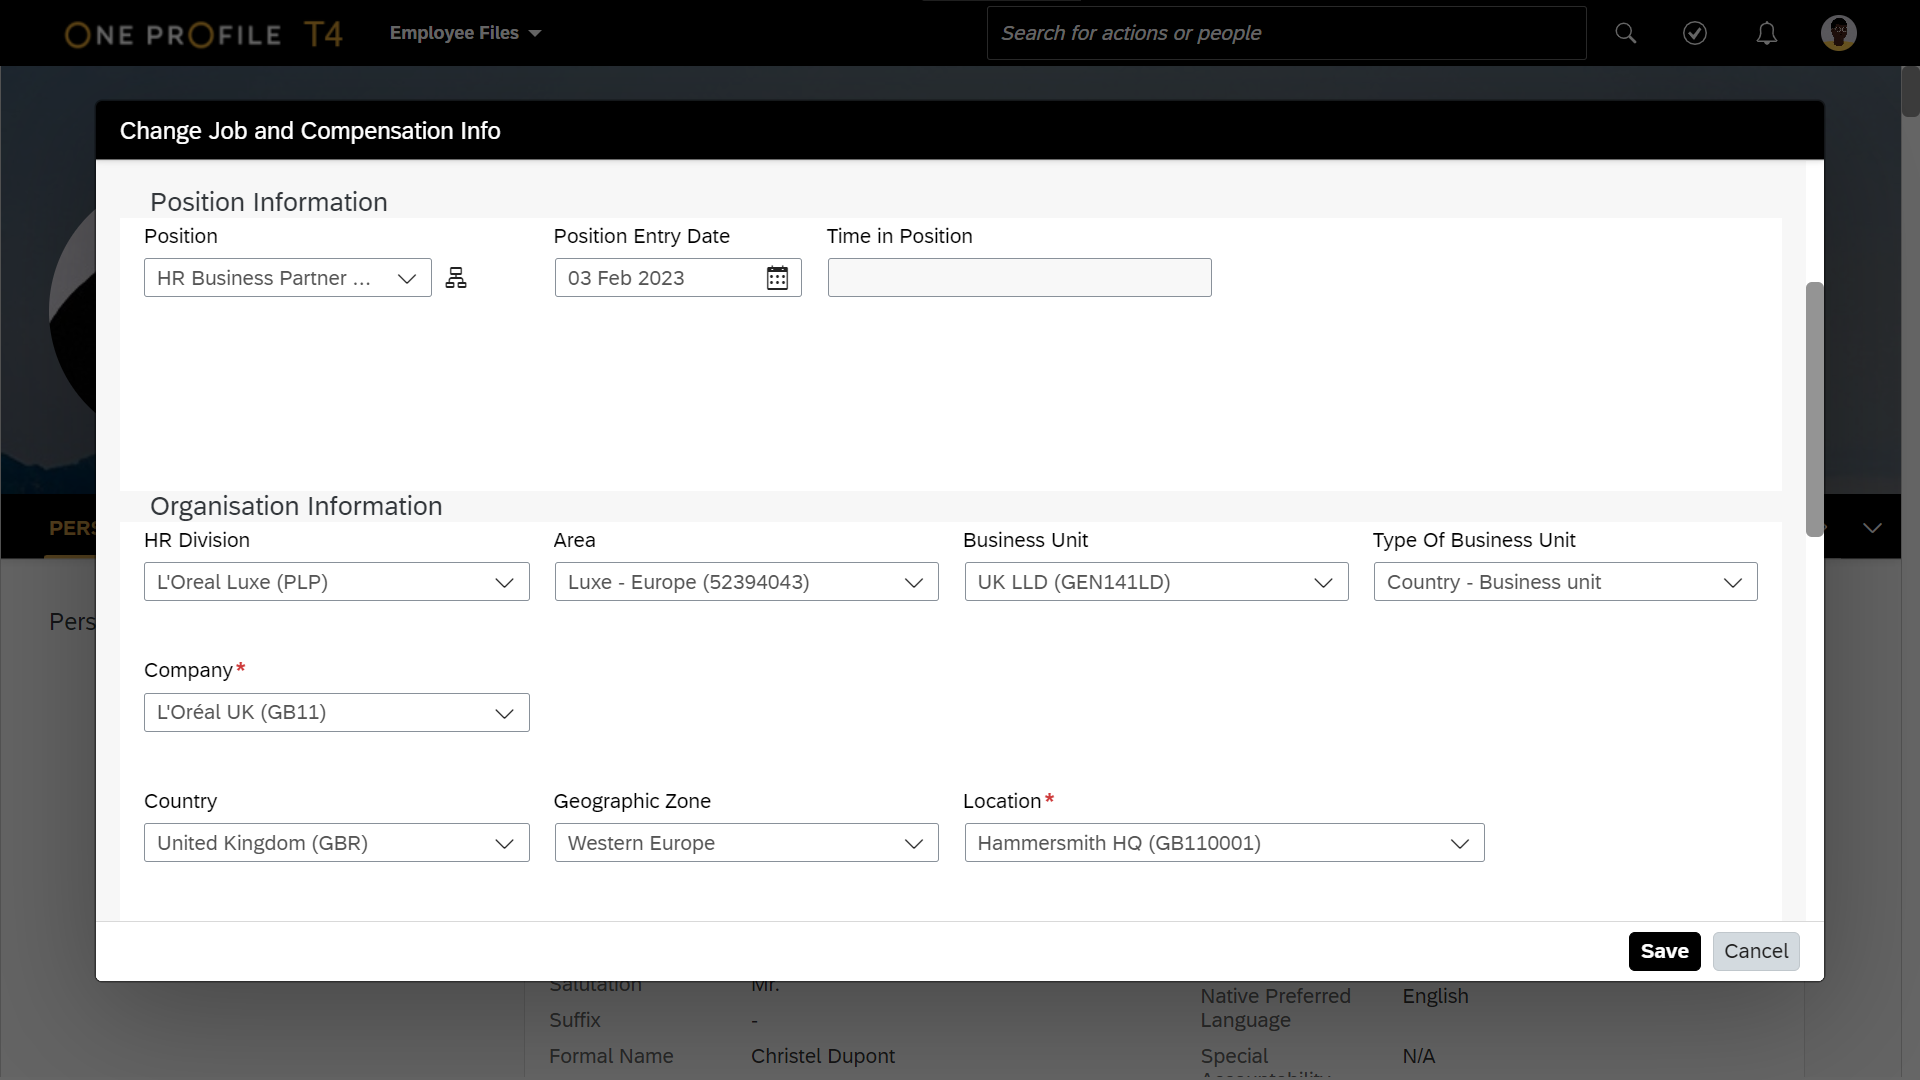 ONE PROFILE T4
Employee Files
Search for actions or people
Change Job and Compensation Info
Position Information
Position
Position Entry Date
Time in Position
HR Business Partner ...
03 Feb 2023
Organisation Information
HR Division
Area
Business Unit
Type Of Business Unit
L'Oreal Luxe (PLP)
Luxe - Europe (52394043)
UK LLD (GEN141LD)
Country - Business unit
PERS
Pers
Company*
L'Oréal UK (GB11)
Country
Geographic Zone
Location*
United Kingdom (GBR)
Western Europe
Hammersmith HQ (GB110001)
Save
Cancel
Salutation
Mr.
Suffix
-
Formal Name
Christel Dupont
Native Preferred
Language
English
Special
N/A